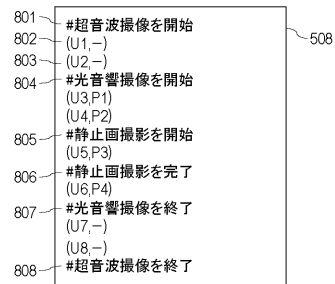 801 #超音波撮像を開始 508
802 (U1,−)
803 (U2,−)
804 #光音響撮像を開始
(U3,P1)
(U4,P2)
805 #静止画撮影を開始
(U5,P3)
806 #静止画撮影を完了
(U6,P4)
807 #光音響撮像を終了
(U7,−)
(U8,−)
808 #超音波撮像を終了